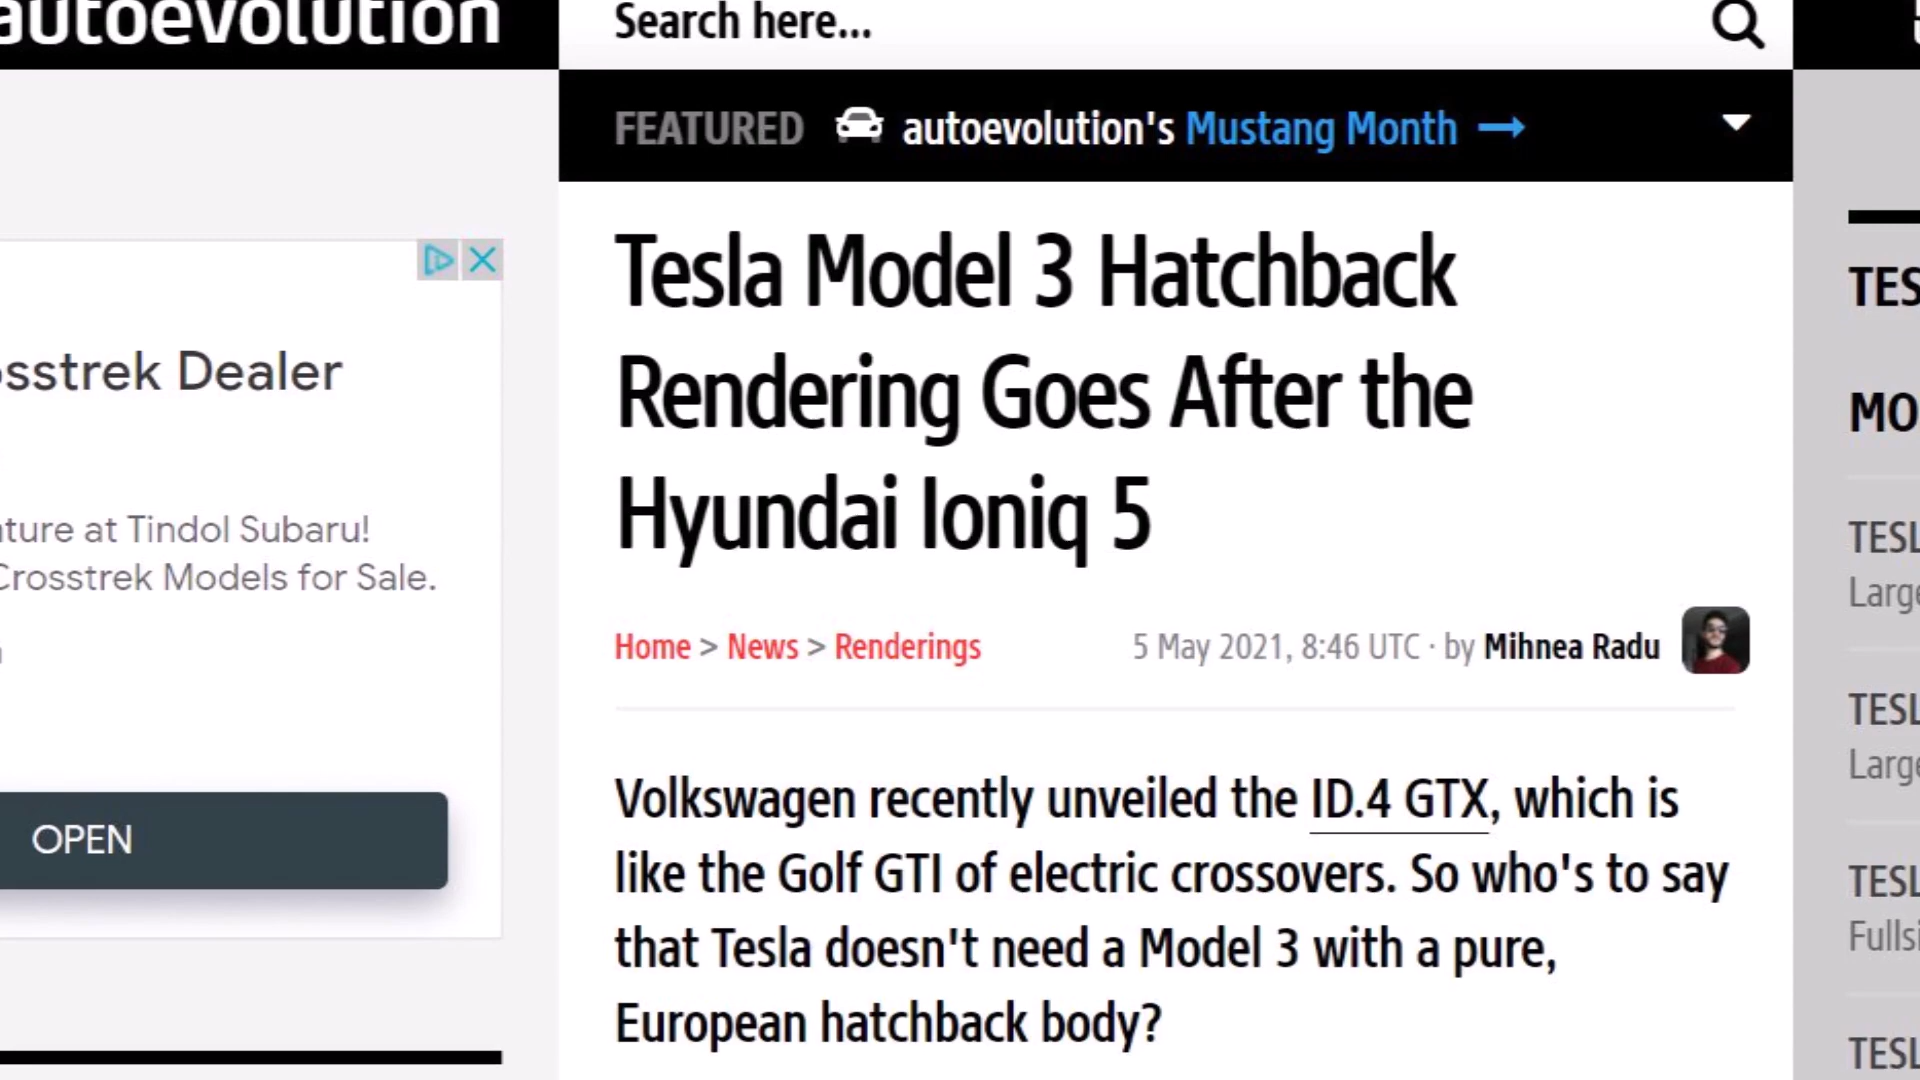 autoevolution
Search here...
FEATURED autoevolution's Mustang Month →
Tesla Model 3 Hatchback
Rendering Goes After the
Hyundai Ioniq 5
Home > News > Renderings
5 May 2021, 8:46 UTC · by Mihnea Radu
Volkswagen recently unveiled the ID.4 GTX, which is
like the Golf GTI of electric crossovers. So who's to say
that Tesla doesn't need a Model 3 with a pure,
European hatchback body?
Dealer
at Tindol Subaru!
Models for Sale.
OPEN